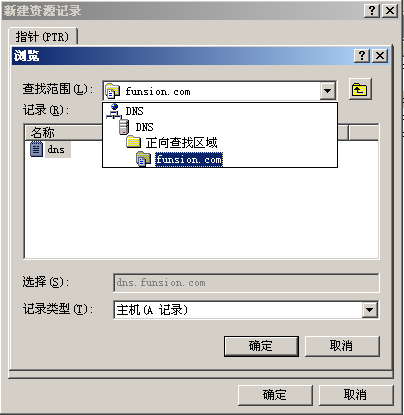 新建资源记录
指针(PTR)
浏览
查找范围(L):
funsion.com
记录(R):
DNS
DNS
正向查找区域
funsion.com
名称
dns
选择(S):
dns.funsion.com
记录类型(T):
主机(A 记录)
确定
取消
确定
取消